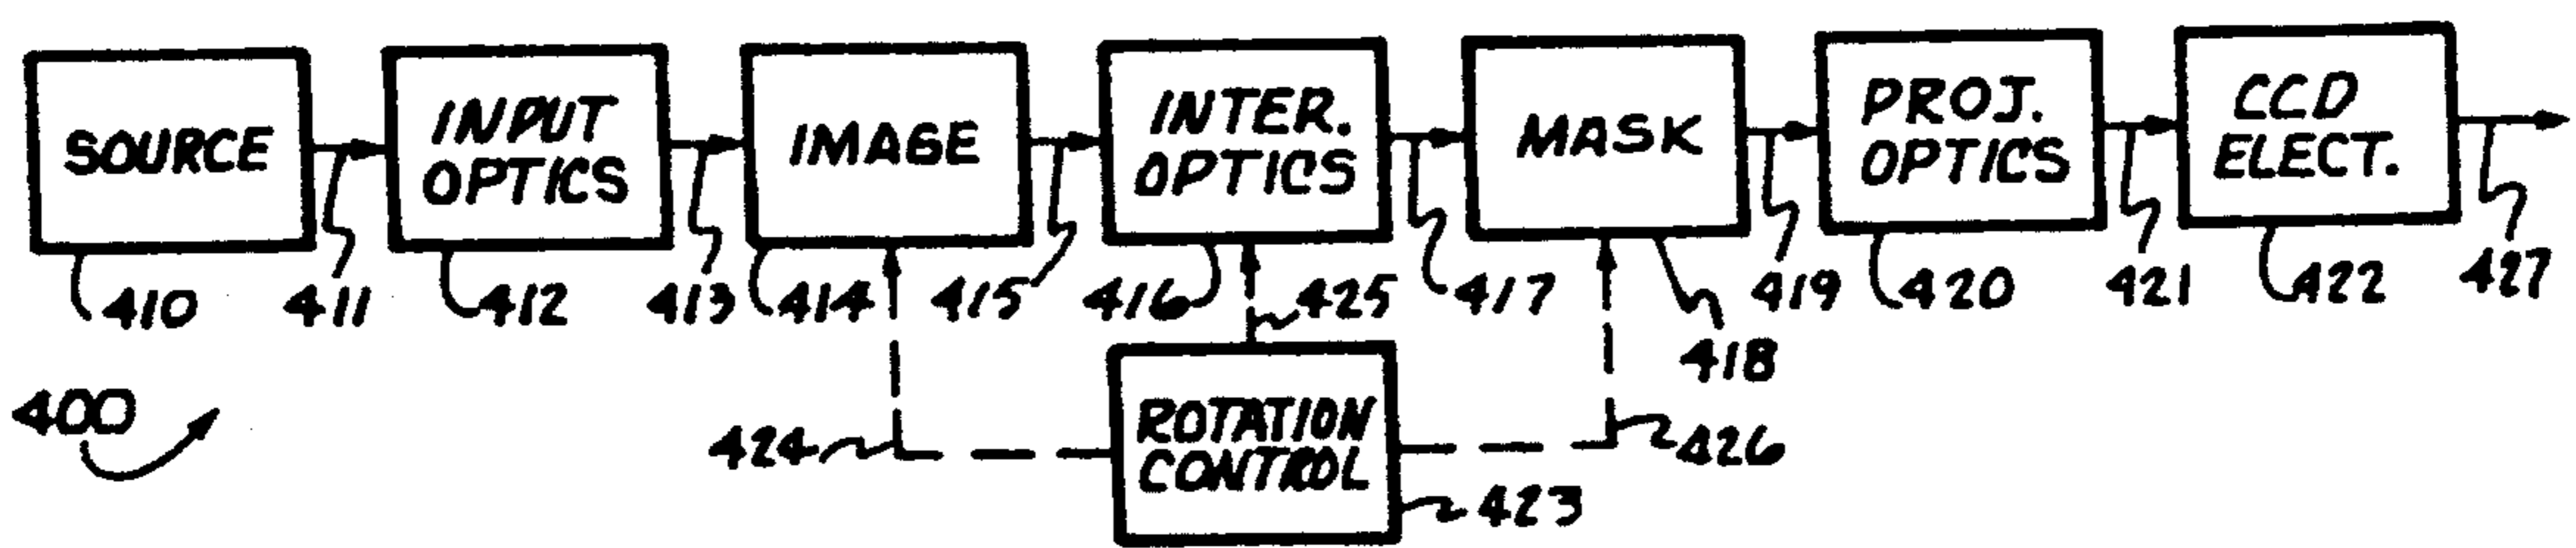 SOURCE
INPUT
OPTICS
IMAGE
INTER.
OPTICS
MASK
PROJ.
OPTICS
CCD
ELECT.
410
411
412
413
414
415
416
425
417
418
419
420
421
422
427
400
424
ROTATION
CONTROL
426
423